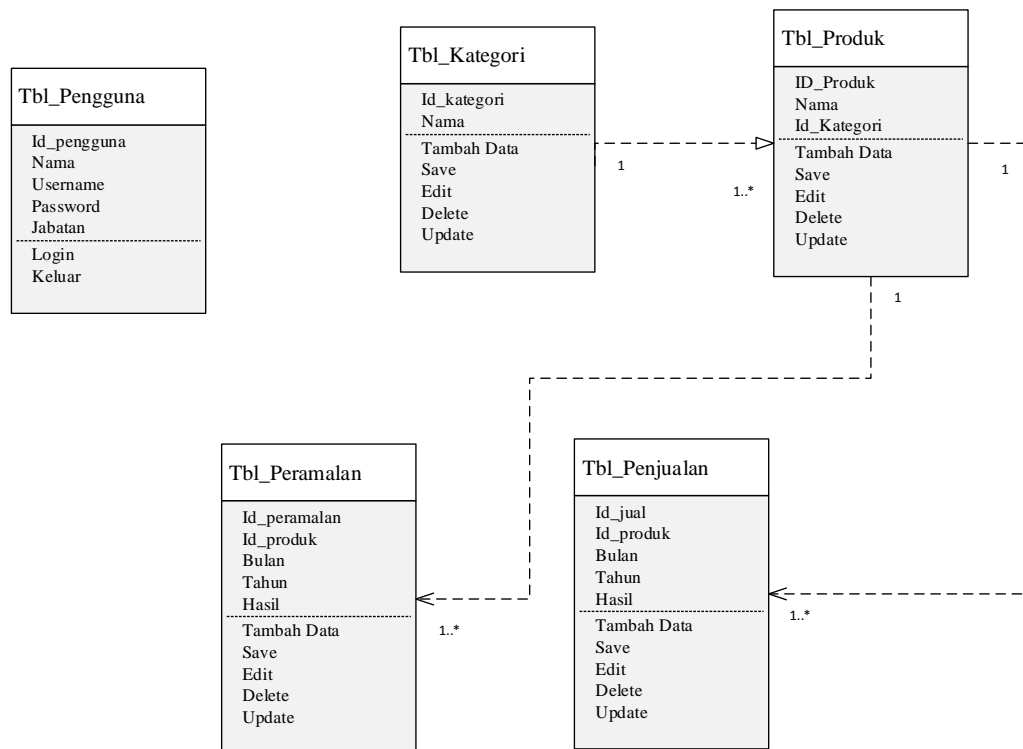 Tbl_Pengguna
Id_pengguna
Nama
Username
Password
Jabatan
Login
Keluar
Tbl_Kategori
Id_kategori
Nama
Tambah Data
Save
Edit
Delete
Update
1
1..*
Tbl_Produk
ID_Produk
Nama
Id_Kategori
Tambah Data
Save
Edit
Delete
Update
1
1
Tbl_Peramalan
Id_peramalan
Id_produk
Bulan
Tahun
Hasil
Tambah Data
Save
Edit
Delete
Update
1..*
Tbl_Penjualan
Id_jual
Id_produk
Bulan
Tahun
Hasil
Tambah Data
Save
Edit
Delete
Update
1..*